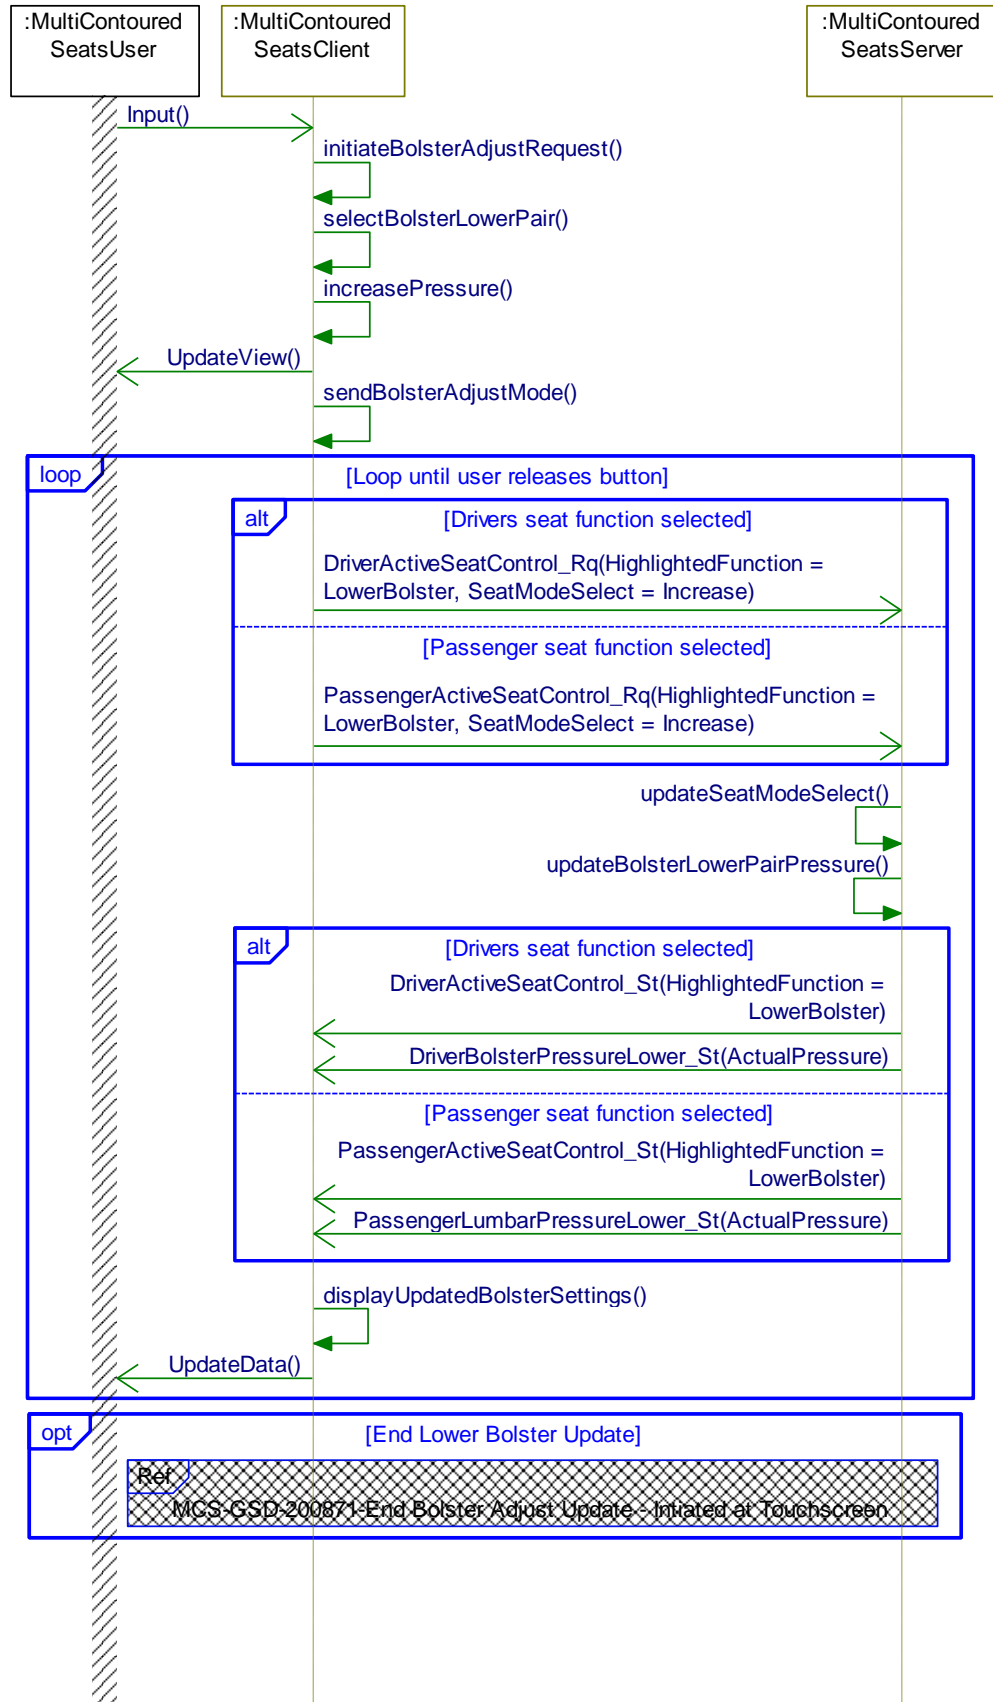 :MultiContoured
SeatsUser
:MultiContoured
SeatsClient
:MultiContoured
SeatsServer
Input()
initiateBolsterAdjustRequest()
selectBolsterLowerPair()
increasePressure()
UpdateView()
sendBolsterAdjustMode()
loop
[Loop until user releases button]
alt
[Drivers seat function selected]
DriverActiveSeatControl_Rq(HighlightedFunction =
LowerBolster, SeatModeSelect = Increase)
[Passenger seat function selected]
PassengerActiveSeatControl_Rq(HighlightedFunction =
LowerBolster, SeatModeSelect = Increase)
updateSeatModeSelect()
updateBolsterLowerPairPressure()
alt
[Drivers seat function selected]
DriverActiveSeatControl_St(HighlightedFunction =
LowerBolster)
DriverBolsterPressureLower_St(ActualPressure)
[Passenger seat function selected]
PassengerActiveSeatControl_St(HighlightedFunction =
LowerBolster)
PassengerLumbarPressureLower_St(ActualPressure)
displayUpdatedBolsterSettings()
UpdateData()
opt
[End Lower Bolster Update]
Ref
MCS-GSD-200871-End Bolster Adjust Update - Intiated at Touchscreen